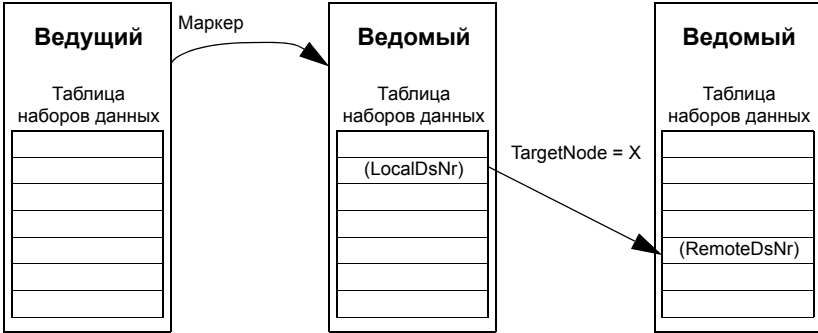 Ведущий
Маркер
Ведомый
Ведомый
Таблица
наборов данных
Таблица
наборов данных
Таблица
наборов данных
(LocalDsNr)
TargetNode = X
(RemoteDsNr)